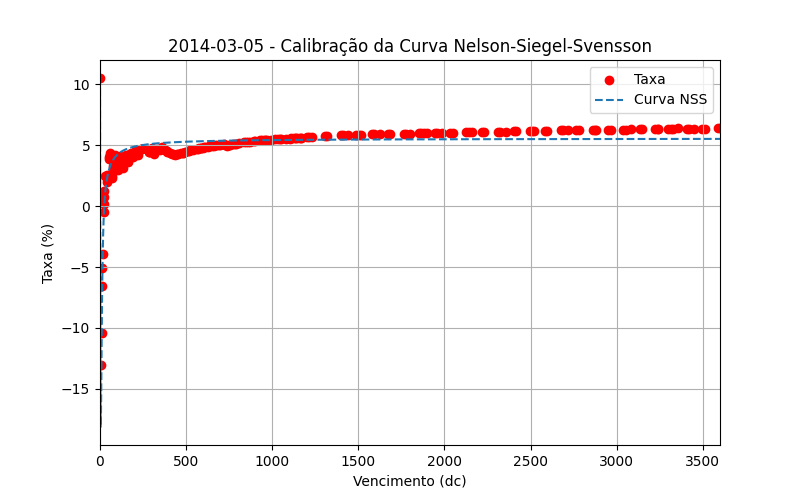 2014-03-05 - Calibração da Curva Nelson-Siegel-Svensson
Taxa
Curva NSS
Taxa (%)
10
5
0
−5
−10
−15
0 500 1000 1500 2000 2500 3000 3500
Vencimento (dc)